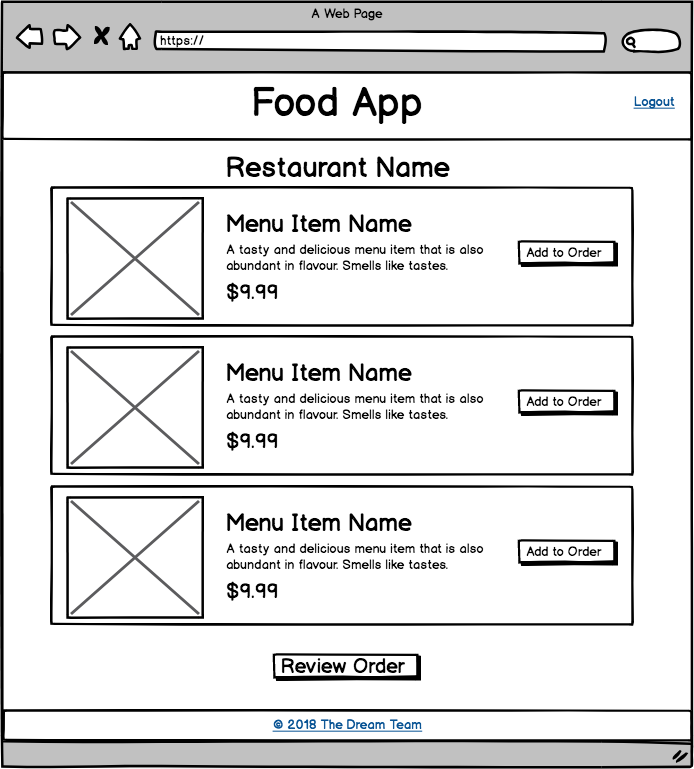 A Web Page
https://
Food App
Logout
Restaurant Name
Menu Item Name
A tasty and delicious menu item that is also
abundant in flavour. Smells like tastes.
$9.99
Add to Order
Menu Item Name
A tasty and delicious menu item that is also
abundant in flavour. Smells like tastes.
$9.99
Add to Order
Menu Item Name
A tasty and delicious menu item that is also
abundant in flavour. Smells like tastes.
$9.99
Add to Order
Review Order
© 2018 The Dream Team